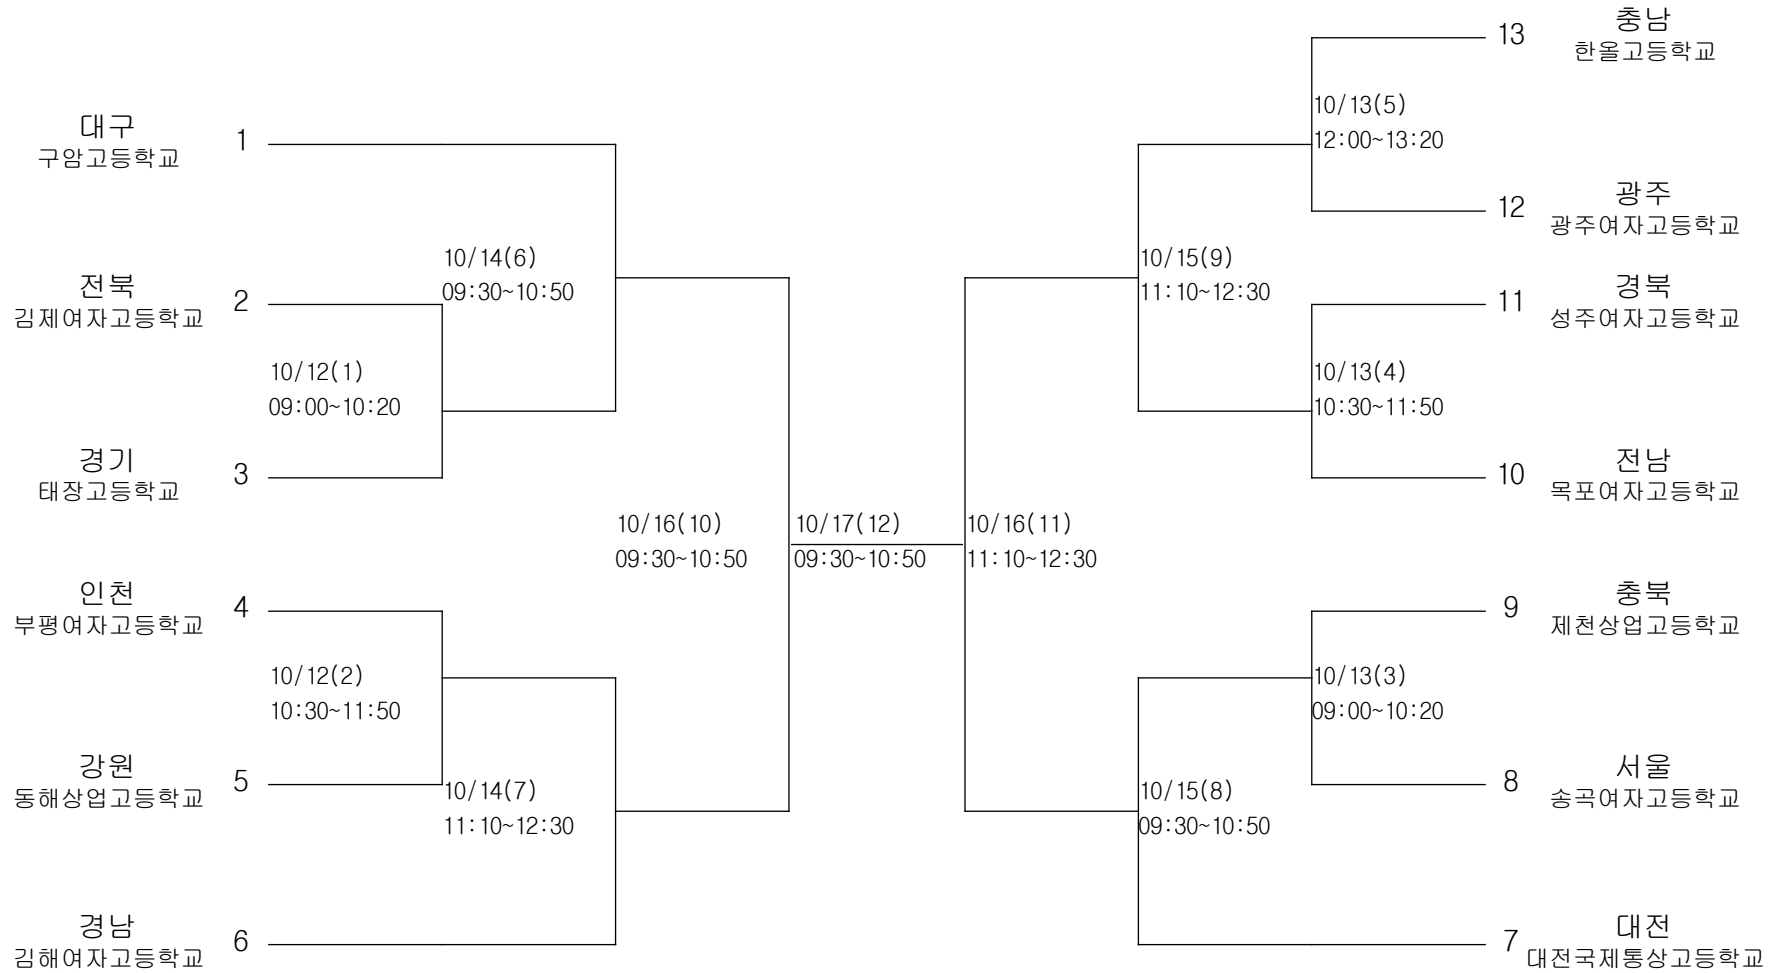 충남
13
한올고등학교
10/13(5)
12:00~13:20
대구
1
구암고등학교
광주
12
광주여자고등학교
10/14(6)
09:30~10:50
10/15(9)
11:10~12:30
전북
2
김제여자고등학교
경북
11
성주여자고등학교
10/12(1)
09:00~10:20
10/13(4)
10:30~11:50
경기
3
태장고등학교
전남
10
목포여자고등학교
10/16(10)
09:30~10:50
10/17(12)
09:30~10:50
10/16(11)
11:10~12:30
인천
4
부평여자고등학교
충북
9
제천상업고등학교
10/12(2)
10:30~11:50
10/13(3)
09:00~10:20
강원
5
동해상업고등학교
서울
8
송곡여자고등학교
10/14(7)
11:10~12:30
10/15(8)
09:30~10:50
경남
6
김해여자고등학교
대전
7
대전국제통상고등학교